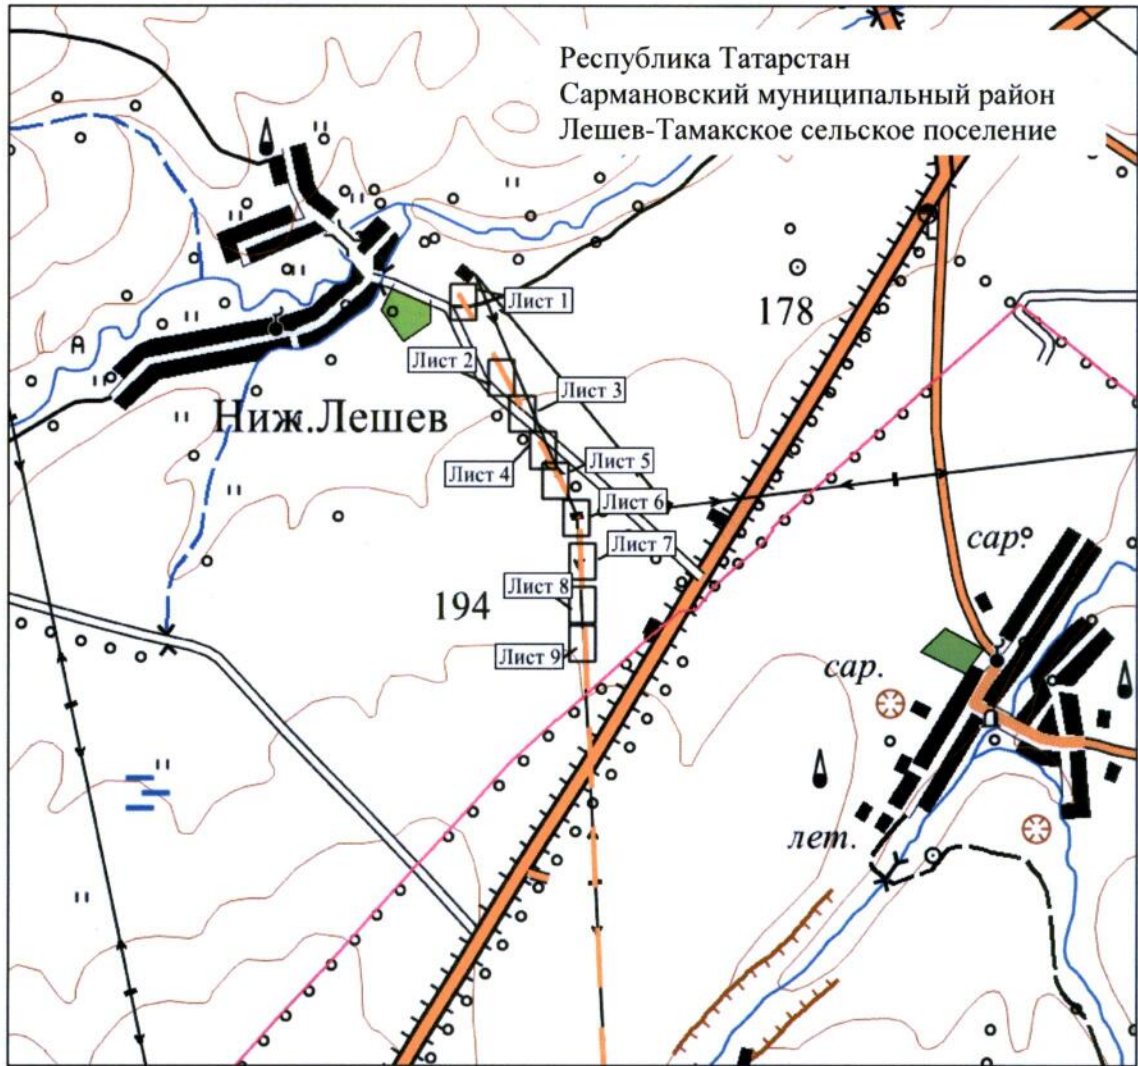 Республика Татарстан
Сармановский муниципальный район
Лешев-Тамакское сельское поселение
Лист 1
178
Лист 2
Лист 3
Ниж.Лешев
Лист 4
Лист 5
Лист 6
сар.
Лист 7
Лист 8
194
Лист 9
сар.
лет.